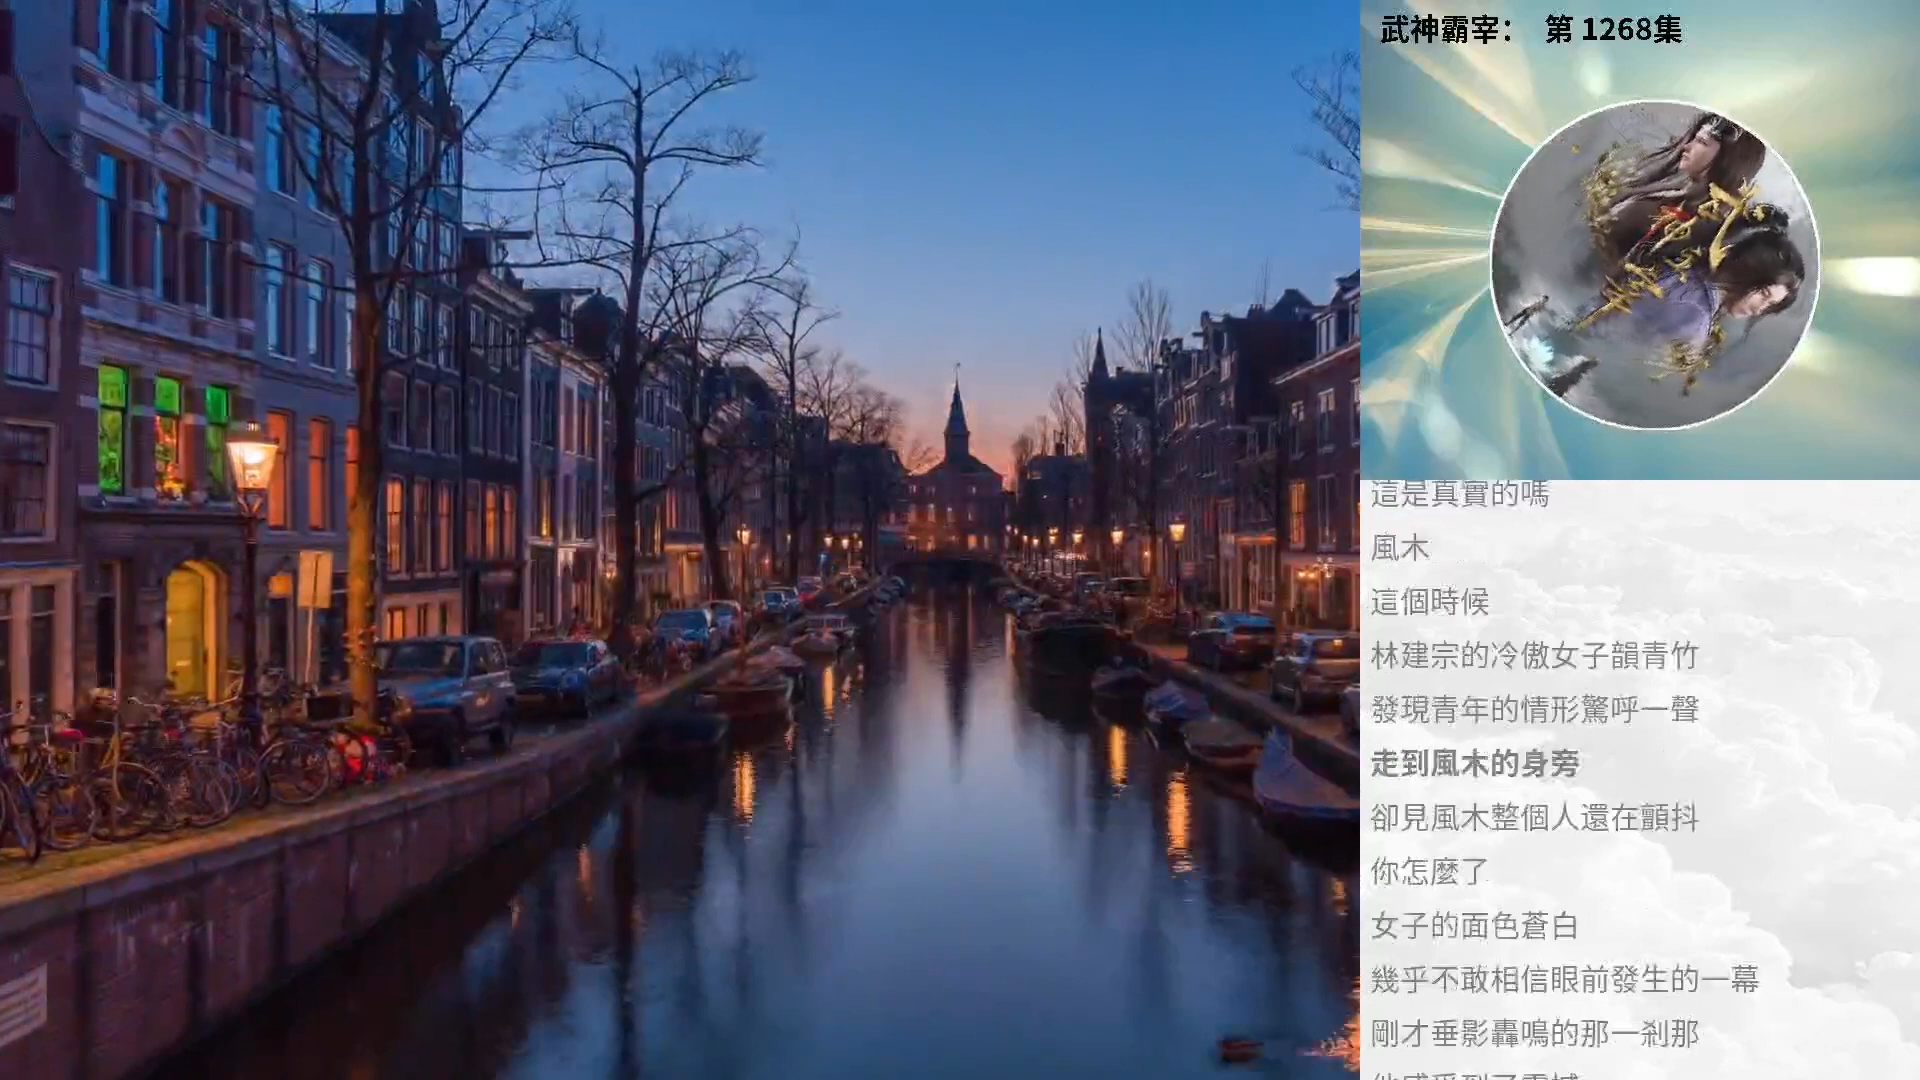 武神霸宰： 第 1268集
這是真實的嗎
風木
這個時候
林建宗的冷傲女子韻青竹
發現青年的情形驚呼一聲
走到風木的身旁
卻見風木整個人還在顫抖
你怎麼了
女子的面色蒼白
幾乎不敢相信眼前發生的一幕
剛才垂影轟鳴的那一剎那